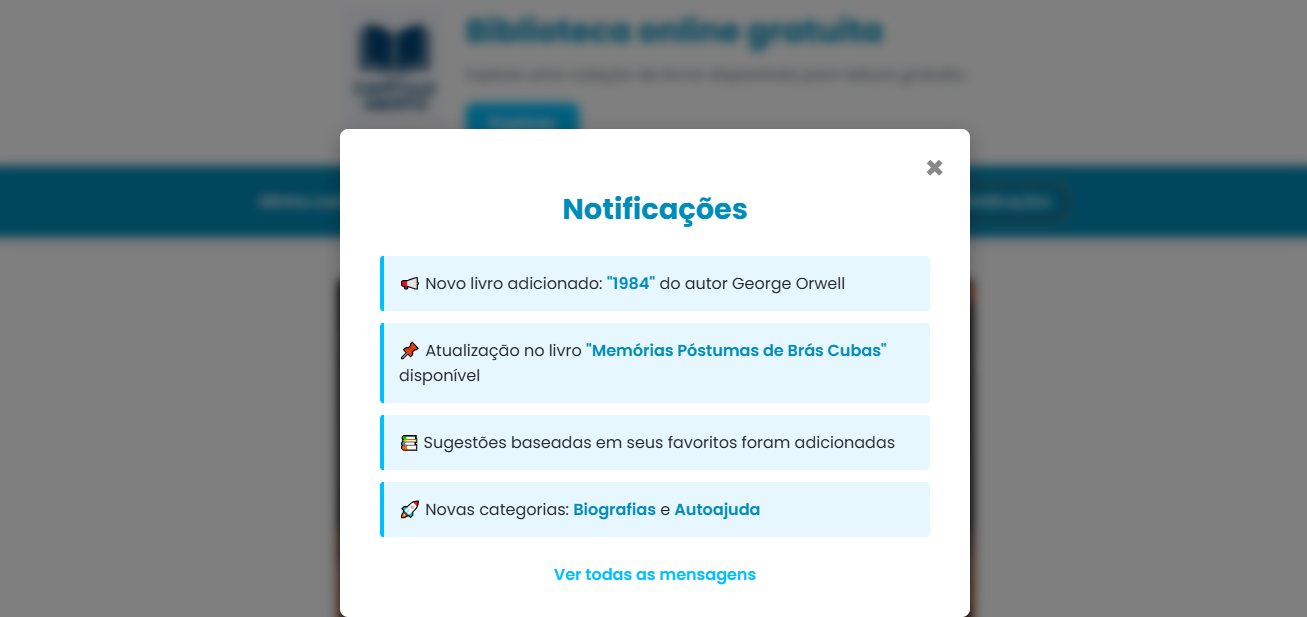 Biblioteca online gratuita
✖
Notificações
📢 Novo livro adicionado: "1984" do autor George Orwell
📌 Atualização no livro "Memórias Póstumas de Brás Cubas"
disponível
📚 Sugestões baseadas em seus favoritos foram adicionadas
🚀 Novas categorias: Biografias e Autoajuda
Ver todas as mensagens